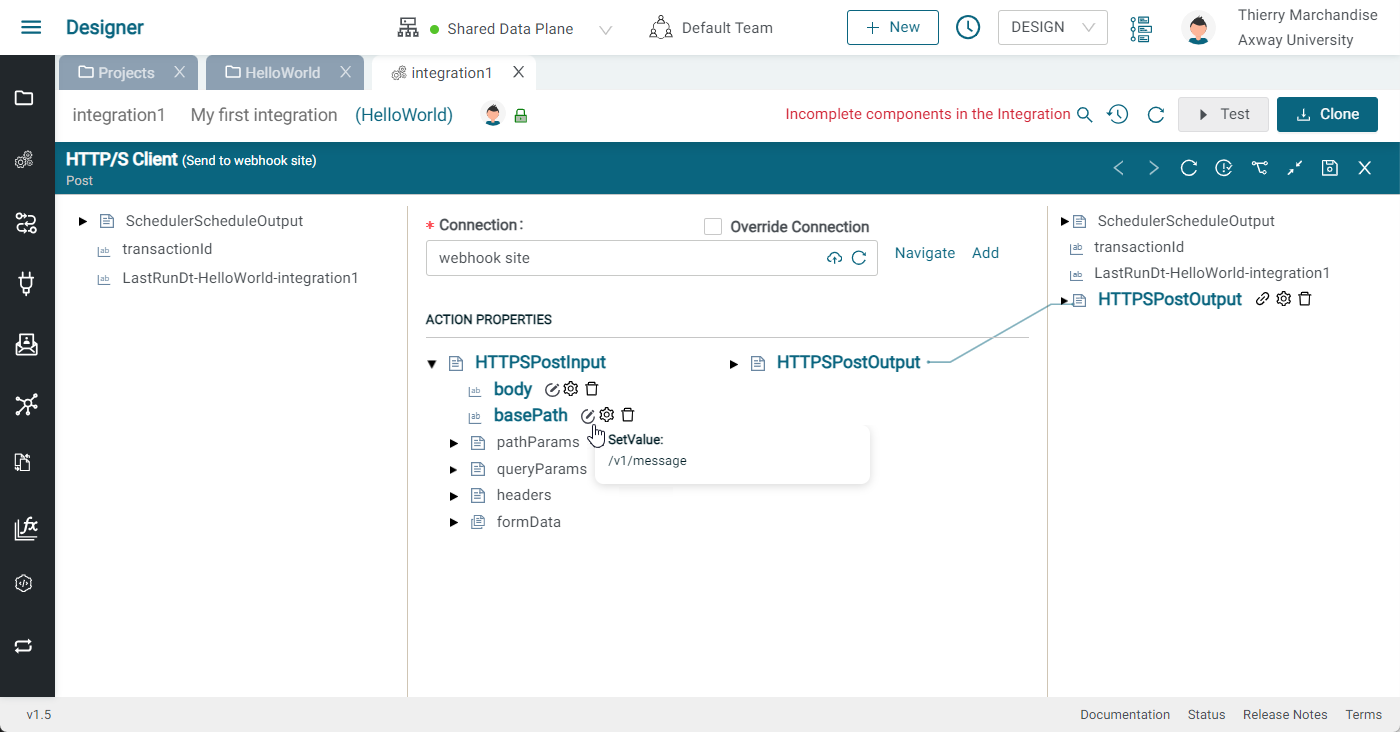 Designer
Shared Data Plane
Default Team
+ New
DESIGN
Thierry Marchandise
Axway University
Projects X
HelloWorld X
integration1 X
integration1 My first integration (HelloWorld)
Incomplete components in the Integration
Test
Clone
HTTP/S Client (Send to webhook site)
Post
SchedulerScheduleOutput
transactionId
LastRunDt-HelloWorld-integration1
* Connection:
Override Connection
webhook site
Navigate Add
ACTION PROPERTIES
HTTPSPostInput
body
basePath
pathParams
queryParams
headers
formData
HTTPSPostOutput
SetValue:
/v1/message
SchedulerScheduleOutput
transactionId
LastRunDt-HelloWorld-integration1
HTTPSPostOutput
v1.5
Documentation Status Release Notes Terms